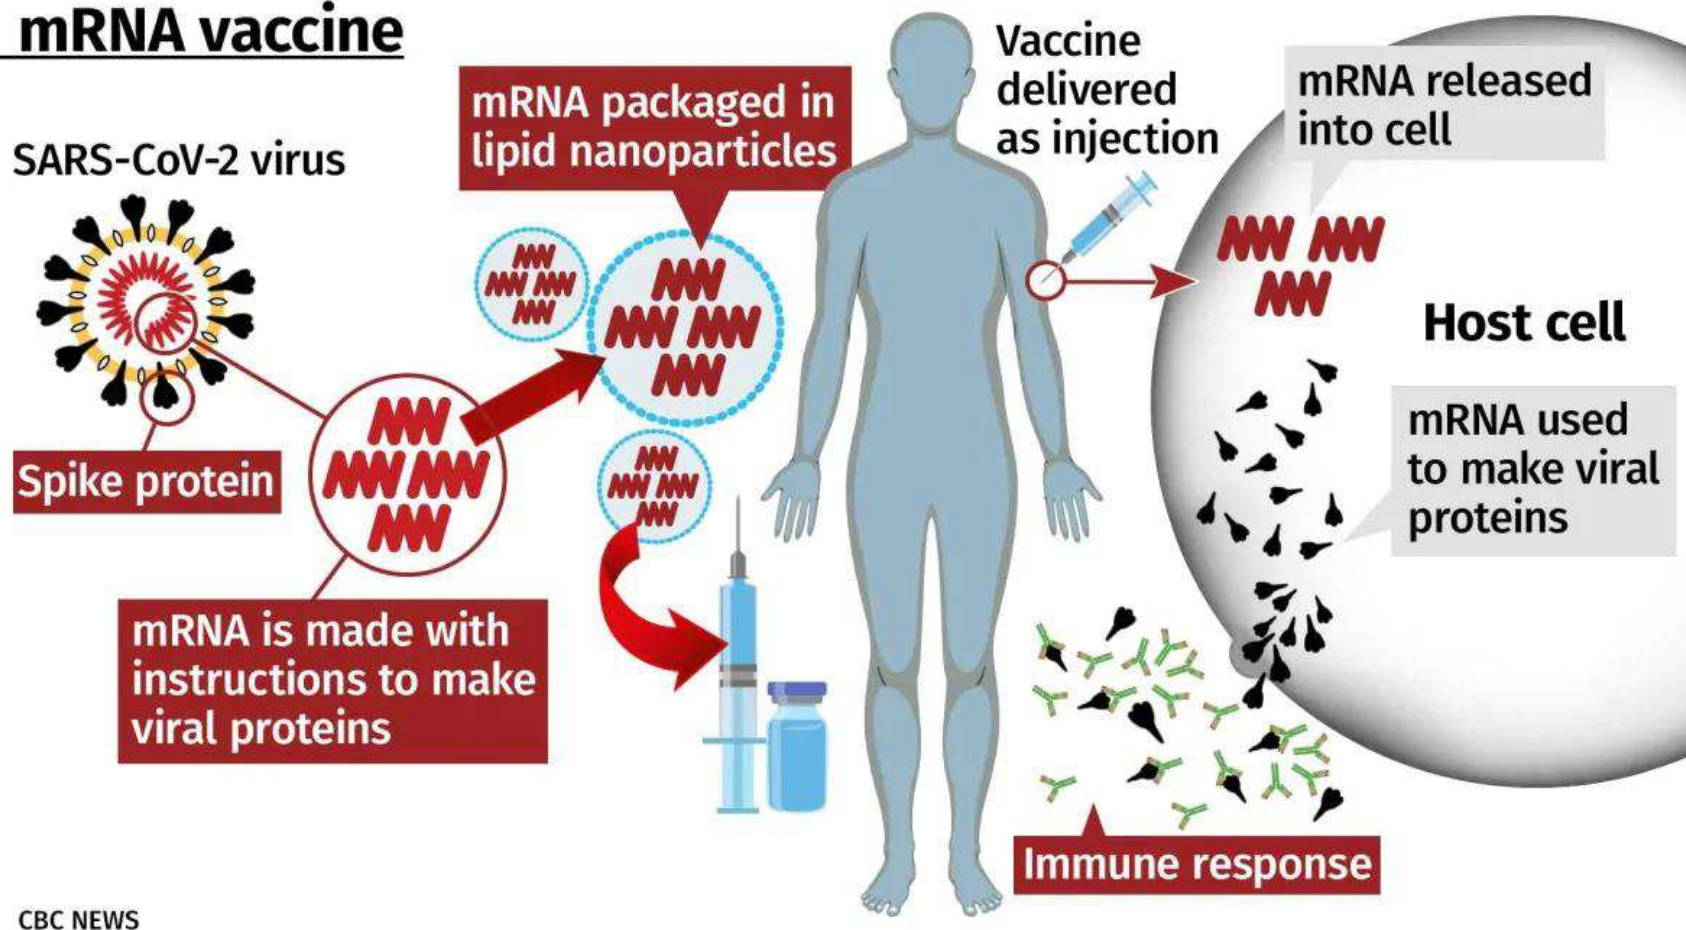 mRNA vaccine
SARS-CoV-2 virus
Spike protein
mRNA is made with
instructions to make
viral proteins
mRNA packaged in
lipid nanoparticles
Vaccine
delivered
as injection
mRNA released
into cell
Host cell
mRNA used
to make viral
proteins
Immune response
CBC NEWS